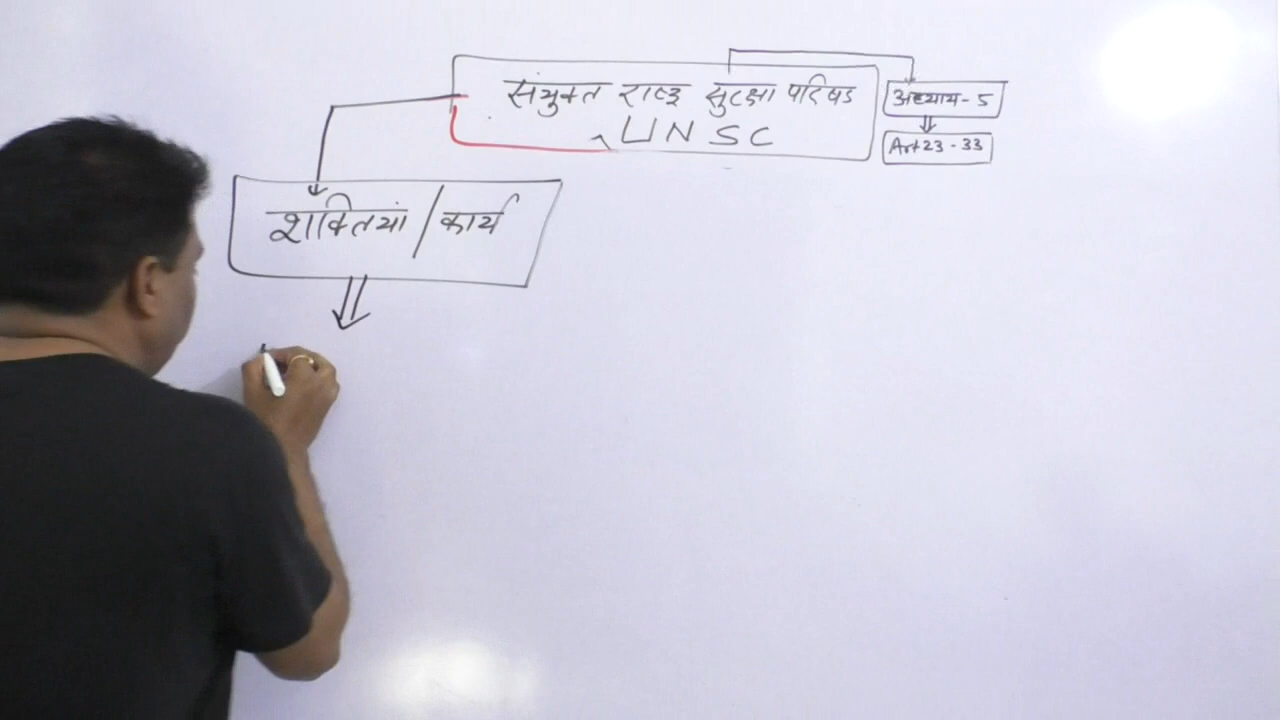 संयुक्त राष्ट्र सुरक्षा परिषद
UNSC
अध्याय - 5
Art 23 - 33
शक्तियां / कार्य